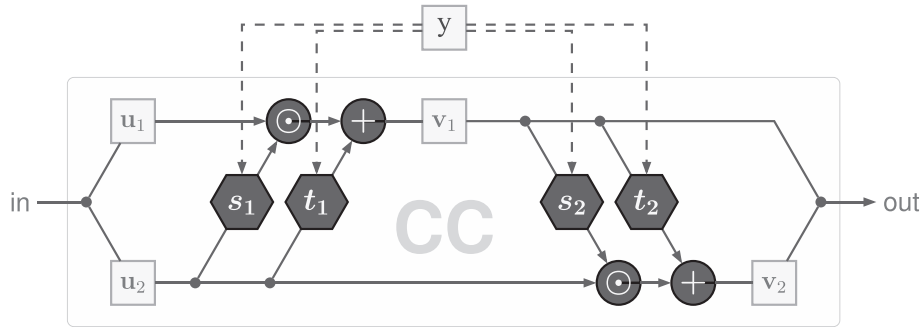 y
u₁ ⊙ + v₁
in s₁ t₁ CC s₂ t₂ out
u₂ ⊙ + v₂